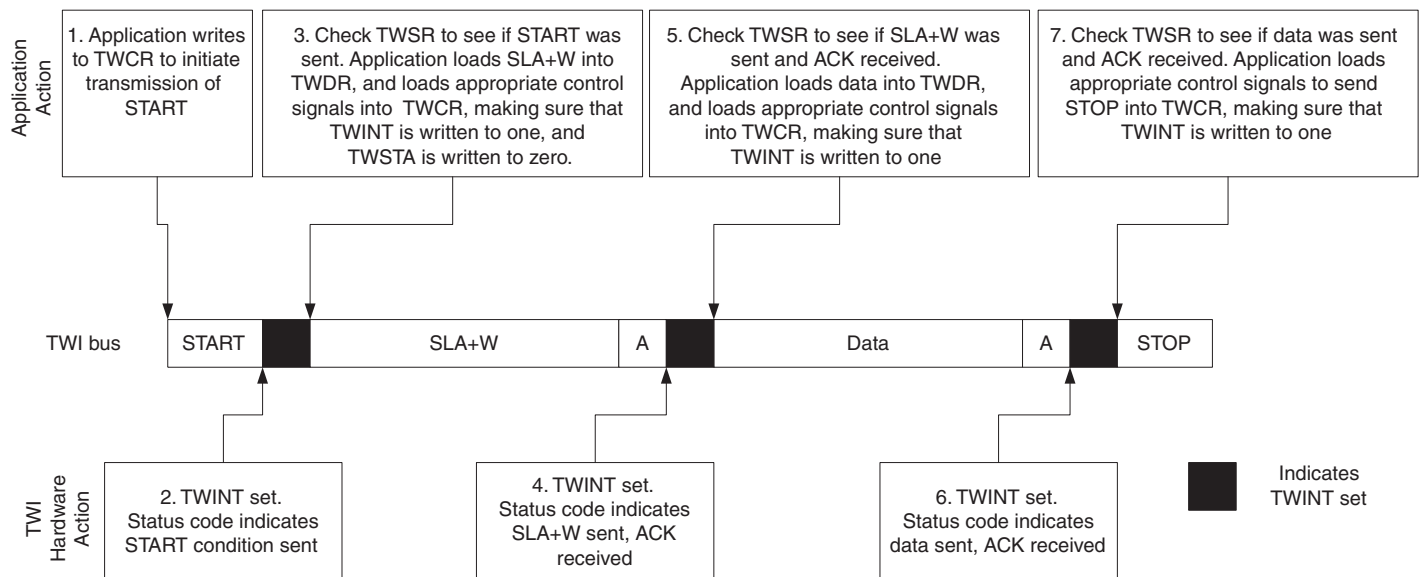 Application
Action
1. Application writes
to TWCR to initiate
transmission of
START
3. Check TWSR to see if START was
sent. Application loads SLA+W into
TWDR, and loads appropriate control
signals into TWCR, making sure that
TWINT is written to one, and
TWSTA is written to zero.
5. Check TWSR to see if SLA+W was
sent and ACK received.
Application loads data into TWDR,
and loads appropriate control signals
into TWCR, making sure that
TWINT is written to one
7. Check TWSR to see if data was sent
and ACK received. Application loads
appropriate control signals to send
STOP into TWCR, making sure that
TWINT is written to one
TWI bus
START
SLA+W
A
Data
A
STOP
TWI
Hardware
Action
2. TWINT set.
Status code indicates
START condition sent
4. TWINT set.
Status code indicates
SLA+W sent, ACK
received
6. TWINT set.
Status code indicates
data sent, ACK received
Indicates
TWINT set